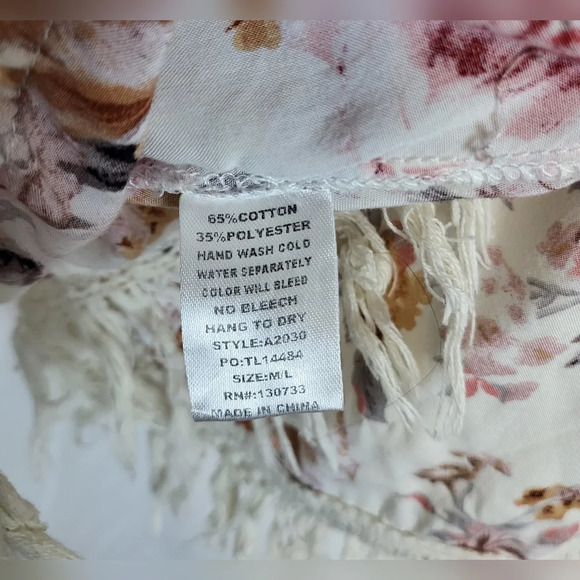 65%COTTON
35%POLYESTER
HAND WASH COLD
WATER SEPARATELY
COLOR WILL BLEED
NO BLEECH
HANG TO DRY
STYLE:A2030
PO:TL14484
SIZE:M/L
RN#:130733
MADE IN CHINA